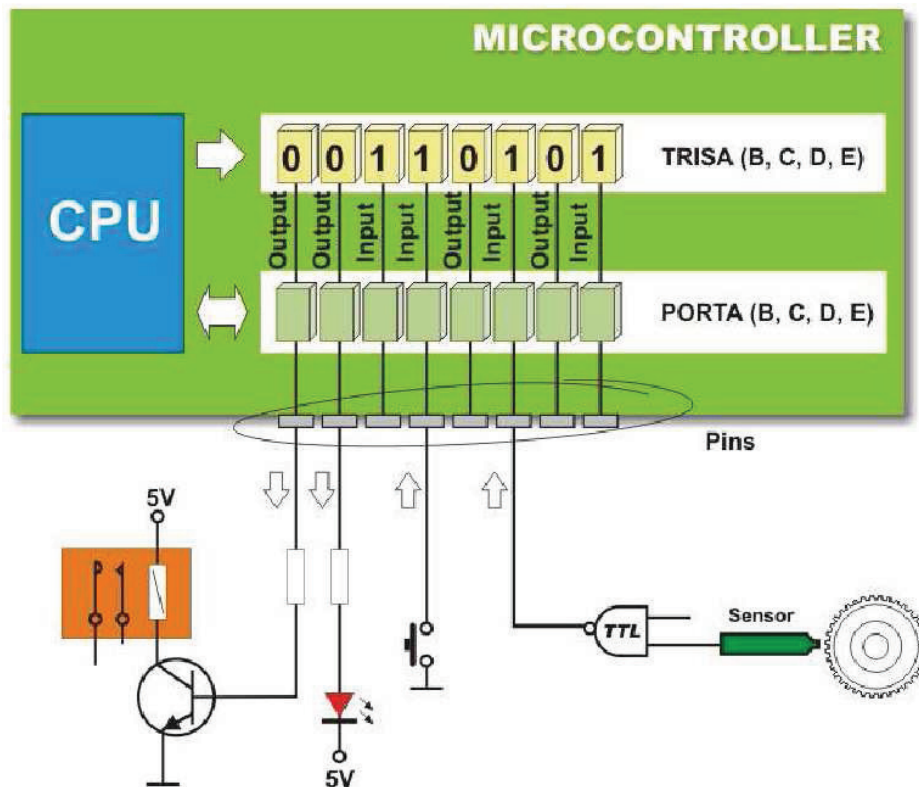 MICROCONTROLLER
CPU
0 0 1 1 0 1 0 1
TRISA (B, C, D, E)
Output
Output
Input
Input
Output
Input
Output
Input
PORTA (B, C, D, E)
Pins
5V
TTL
Sensor
5V